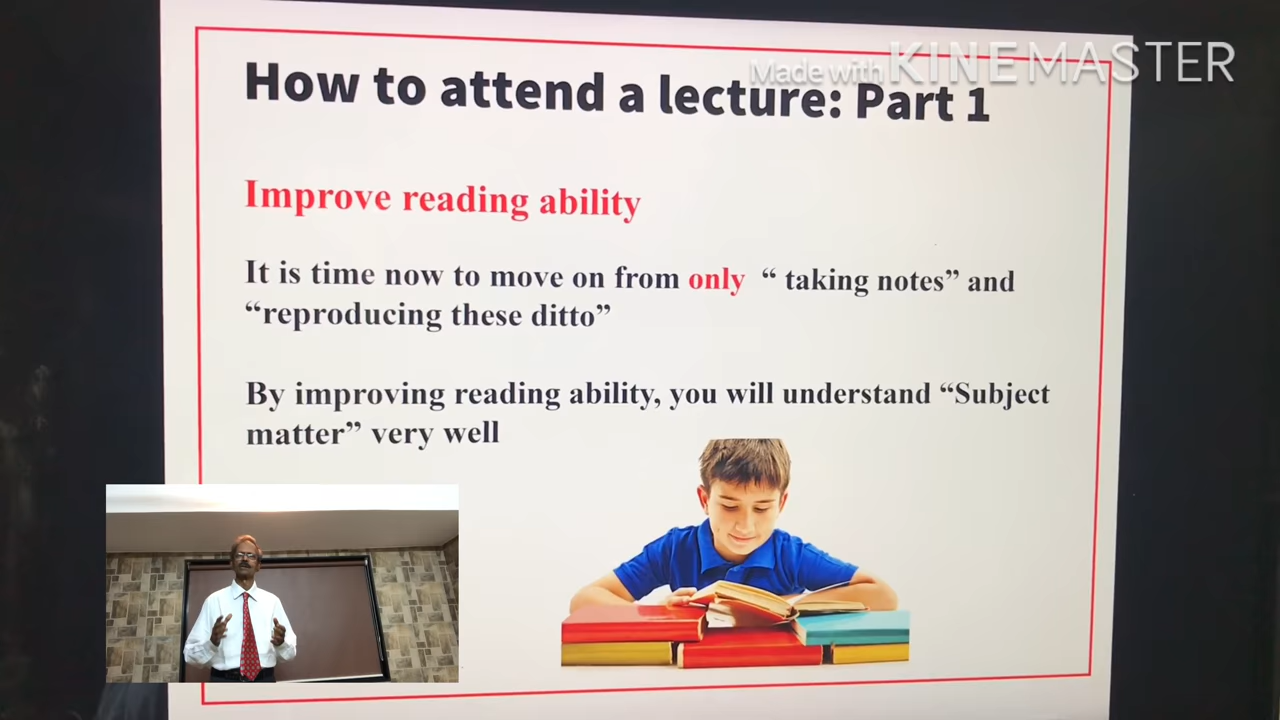 Made with KINEMASTER
How to attend a lecture: Part 1
Improve reading ability
It is time now to move on from only “ taking notes” and
“reproducing these ditto”
By improving reading ability, you will understand “Subject
matter” very well